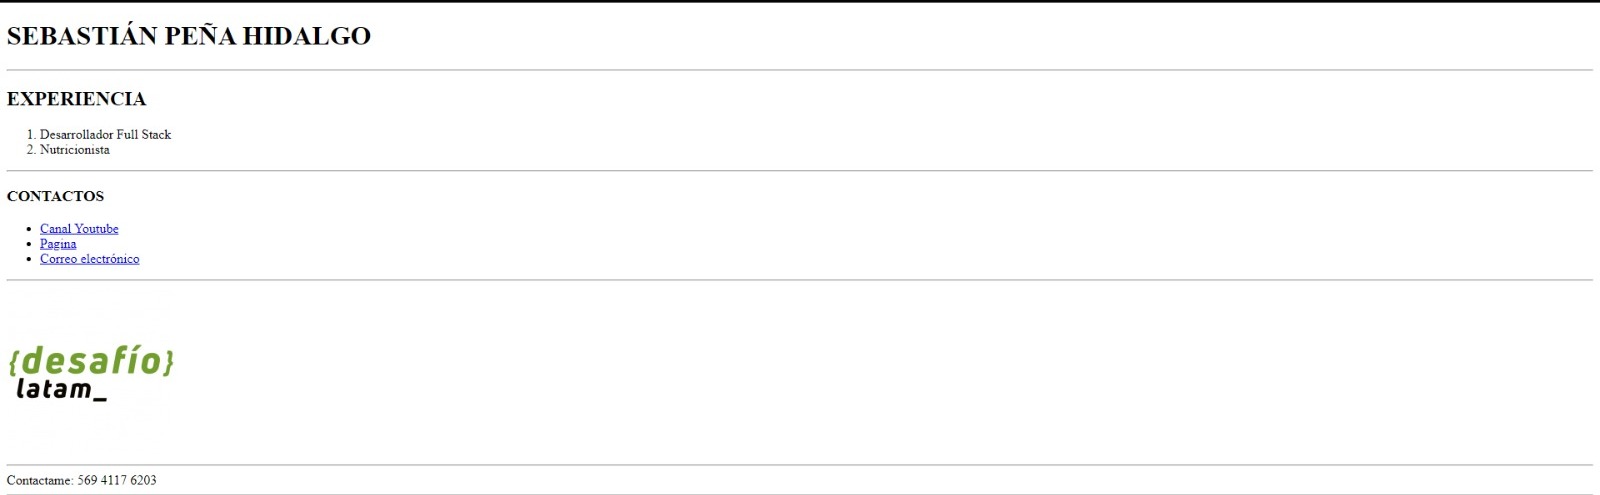 SEBASTIÁN PEÑA HIDALGO
EXPERIENCIA
1. Desarrollador Full Stack
2. Nutricionista
CONTACTOS
• Canal Youtube
• Pagina
• Correo electrónico
{desafío}
latam_
Contactame: 569 4117 6203